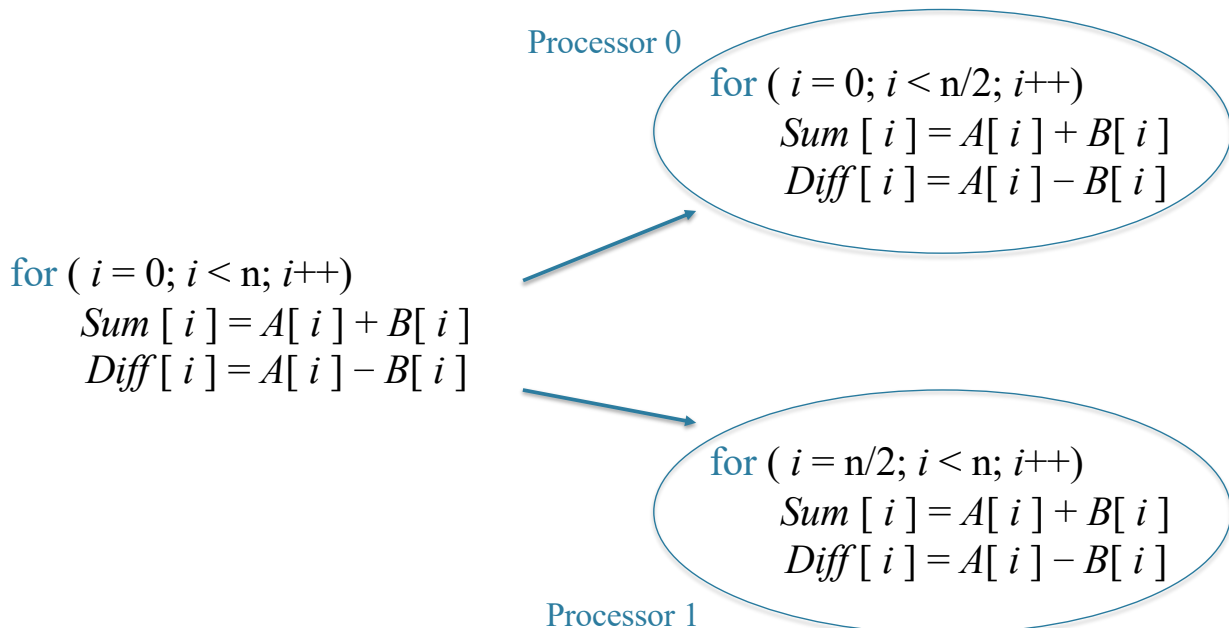 Processor 0
for ( i = 0; i < n/2; i++)
Sum [ i ] = A[ i ] + B[ i ]
Diff [ i ] = A[ i ] – B[ i ]
for ( i = 0; i < n; i++)
Sum [ i ] = A[ i ] + B[ i ]
Diff [ i ] = A[ i ] – B[ i ]
for ( i = n/2; i < n; i++)
Sum [ i ] = A[ i ] + B[ i ]
Diff [ i ] = A[ i ] – B[ i ]
Processor 1